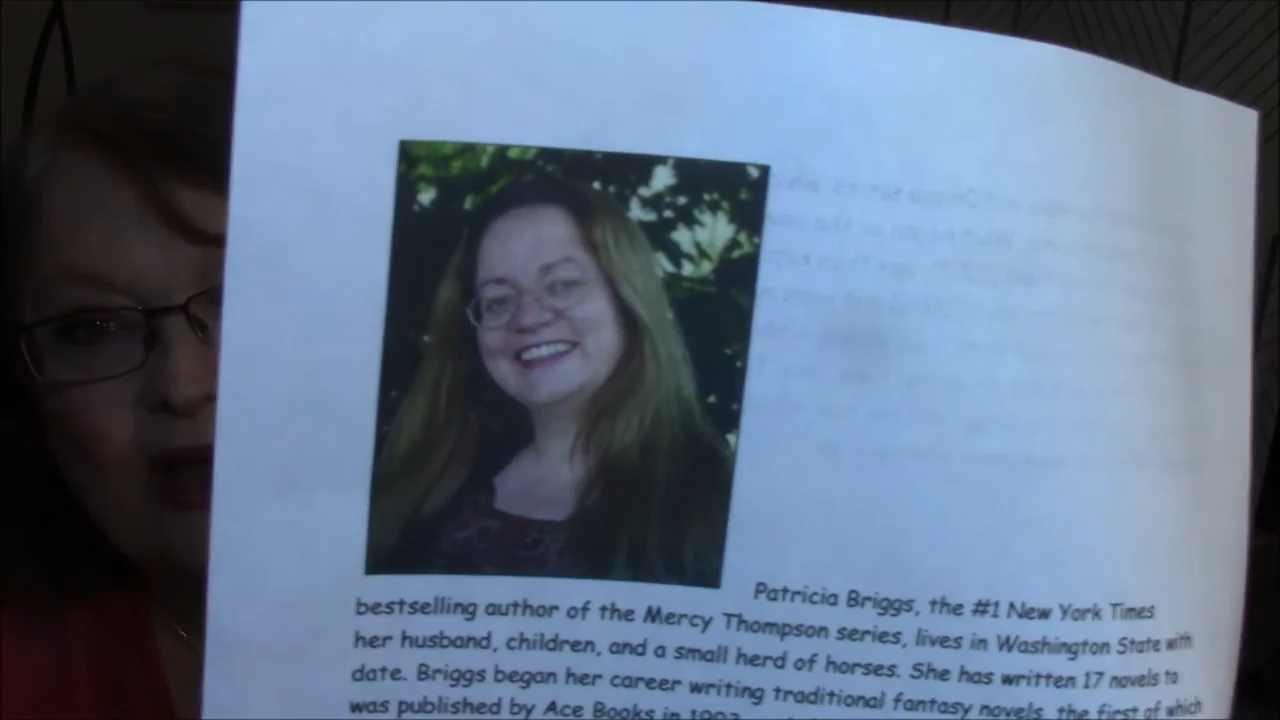 Patricia Briggs, the #1 New York Times
bestselling author of the Mercy Thompson series, lives in Washington State with
her husband, children, and a small herd of horses. She has written 17 novels to
date. Briggs began her career writing traditional fantasy novels, the first of which
was published by Ace Books in